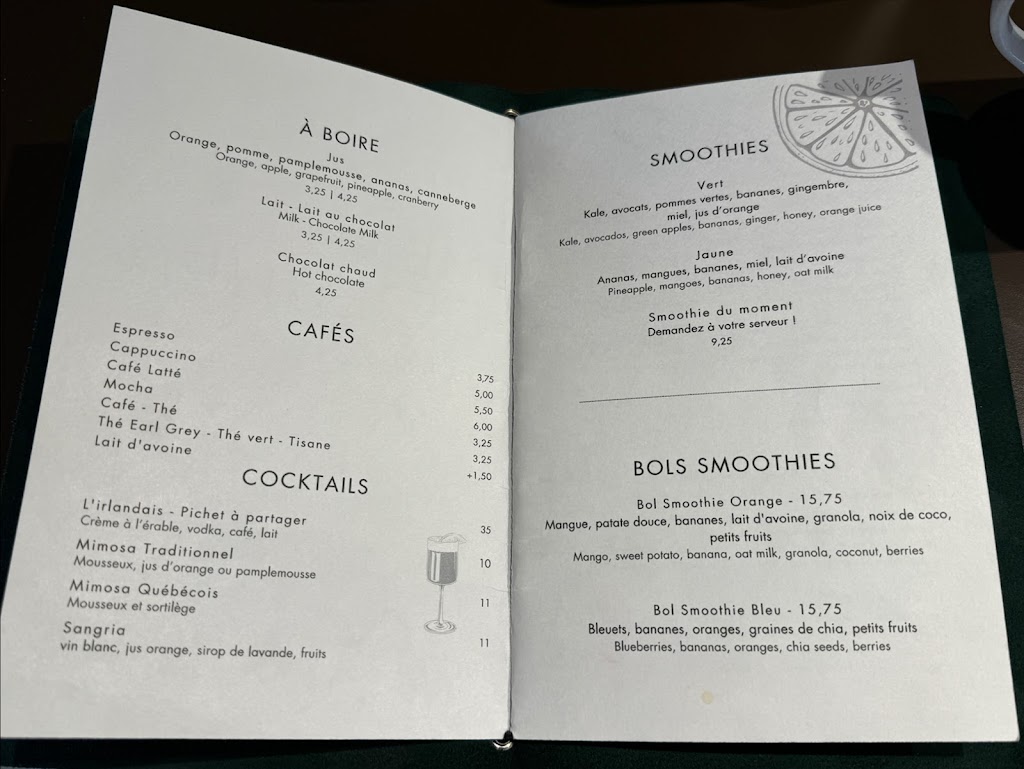 À BOIRE
Jus
Orange, pomme, pamplemousse, ananas, canneberge
Orange, apple, grapefruit, pineapple, cranberry
3,25 | 4,25
Lait - Lait au chocolat
Milk - Chocolate Milk
3,25 | 4,25
Chocolat chaud
Hot chocolate
4,25
CAFÉS
Espresso 3,75
Cappuccino 5,00
Café Latté 5,50
Mocha 6,00
Café - Thé 3,25
Thé Earl Grey - Thé vert - Tisane 3,25
Lait d'avoine +1,50
COCKTAILS
L'irlandais - Pichet à partager 35
Crème à l'érable, vodka, café, lait
Mimosa Traditionnel 10
Mousseux, jus d'orange ou pamplemousse
Mimosa Québécois 11
Mousseux et sortilège
Sangria 11
vin blanc, jus orange, sirop de lavande, fruits
SMOOTHIES
Vert
Kale, avocats, pommes vertes, bananes, gingembre,
miel, jus d'orange
Kale, avocados, green apples, bananas, ginger, honey, orange juice
Jaune
Ananas, mangues, bananes, miel, lait d'avoine
Pineapple, mangoes, bananas, honey, oat milk
Smoothie du moment
Demandez à votre serveur !
9,25
BOLS SMOOTHIES
Bol Smoothie Orange - 15,75
Mangue, patate douce, bananes, lait d'avoine, granola, noix de coco,
petits fruits
Mango, sweet potato, banana, oat milk, granola, coconut, berries
Bol Smoothie Bleu - 15,75
Bleuets, bananes, oranges, graines de chia, petits fruits
Blueberries, bananas, oranges, chia seeds, berries